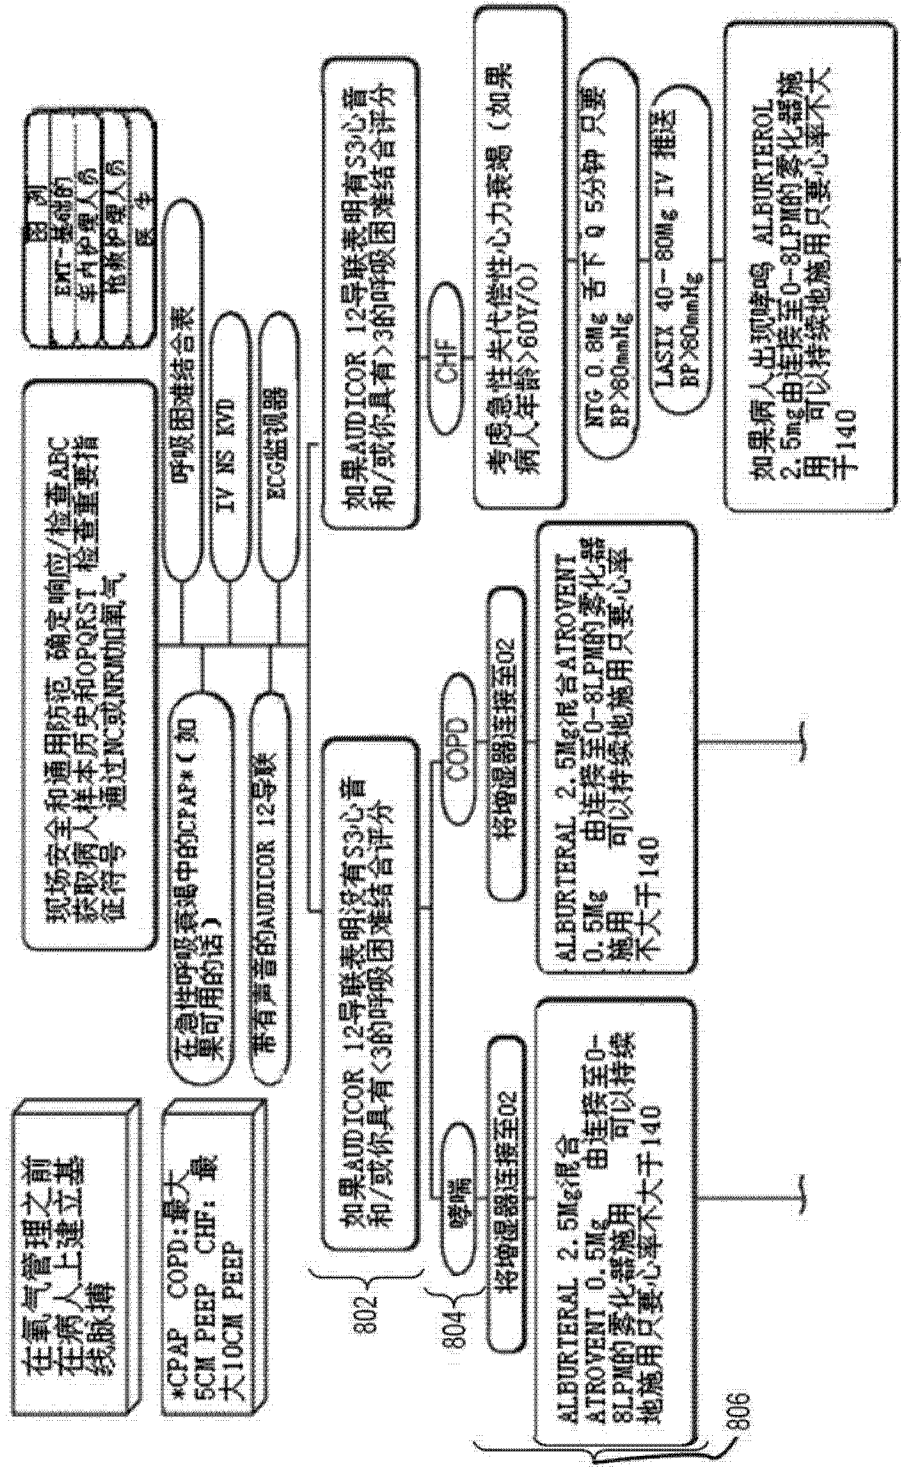 在氧气管理之前
在病人上建立基
线脉搏
*CPAP COPD:最大
5CM PEEP CHF: 最
大10CM PEEP
现场安全和通用防范 确定响应/检查ABC
获取病人样本历史和OPQRST 检查重要指
征符号 通过NC或NRM加氧气
图 例
EMT-基础的
车内护理人员
抢救护理人员
医 生
在急性呼吸衰竭中的CPAP*（如
果可用的话）
带有声音的AUDICOR 12导联
呼吸困难结合表
IV NS KVD
ECG监视器
如果AUDICOR 12导联表明没有S3心音
和/或你具有<3的呼吸困难结合评分
如果AUDICOR 12导联表明有S3心音
和/或你具有>3的呼吸困难结合评分
802
804
806
哮喘
将增湿器连接至O2
ALBURTERAL 2.5Mg混合
ATROVENT 0.5Mg 由连接至0-
8LPM的雾化器施用 可以持续
地施用只要心率不大于140
COPD
将增湿器连接至O2
ALBURTERAL 2.5Mg混合ATROVENT
0.5Mg 由连接至0-8LPM的雾化器
施用 可以持续地施用只要心率
不大于140
CHF
考虑急性失代偿性心力衰竭（如果
病人年龄>60Y/O）
NTG 0.8Mg 舌下 Q 5分钟 只要
BP>80mmHg
LASIX 40-80Mg IV 推送
BP>80mmHg
如果病人出现哮鸣 ALBURTEROL
2.5mg由连接至0-8LPM的雾化器施
用 可以持续地施用只要心率不大
于140